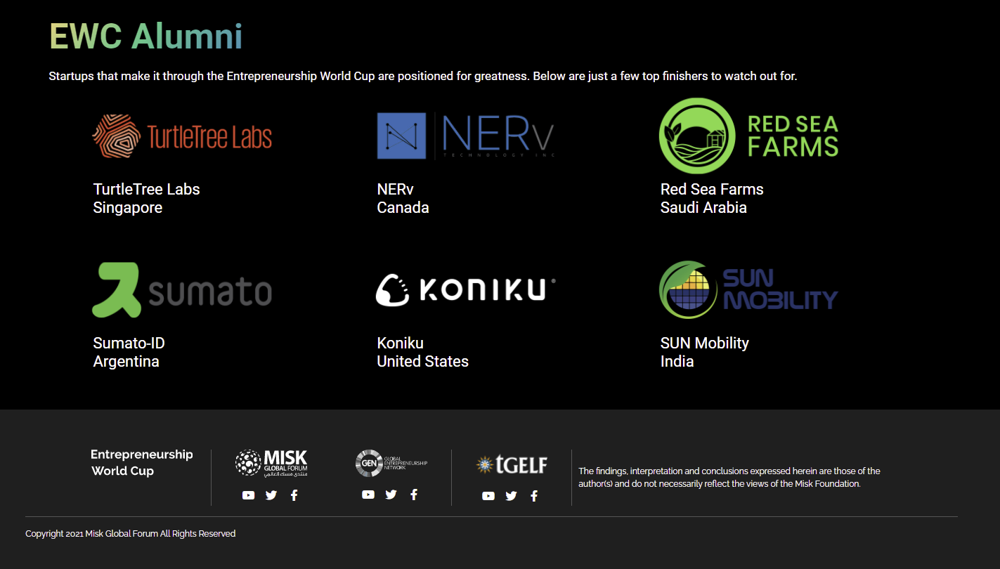 EWC Alumni
Startups that make it through the Entrepreneurship World Cup are positioned for greatness. Below are just a few top finishers to watch out for.
TurtleTree Labs
NERv
TECHNOLOGY INC
RED SEA
FARMS
TurtleTree Labs
Singapore
NERv
Canada
Red Sea Farms
Saudi Arabia
sumato
KONIKU®
SUN
MOBILITY
Sumato-ID
Argentina
Koniku
United States
SUN Mobility
India
Entrepreneurship
World Cup
MISK
GLOBAL FORUM
منتدى مسك العالمي
GEN
GLOBAL
ENTREPRENEURSHIP
NETWORK
tGELF
The findings, interpretation and conclusions expressed herein are those of the
author(s) and do not necessarily reflect the views of the Misk Foundation.
Copyright 2021 Misk Global Forum All Rights Reserved